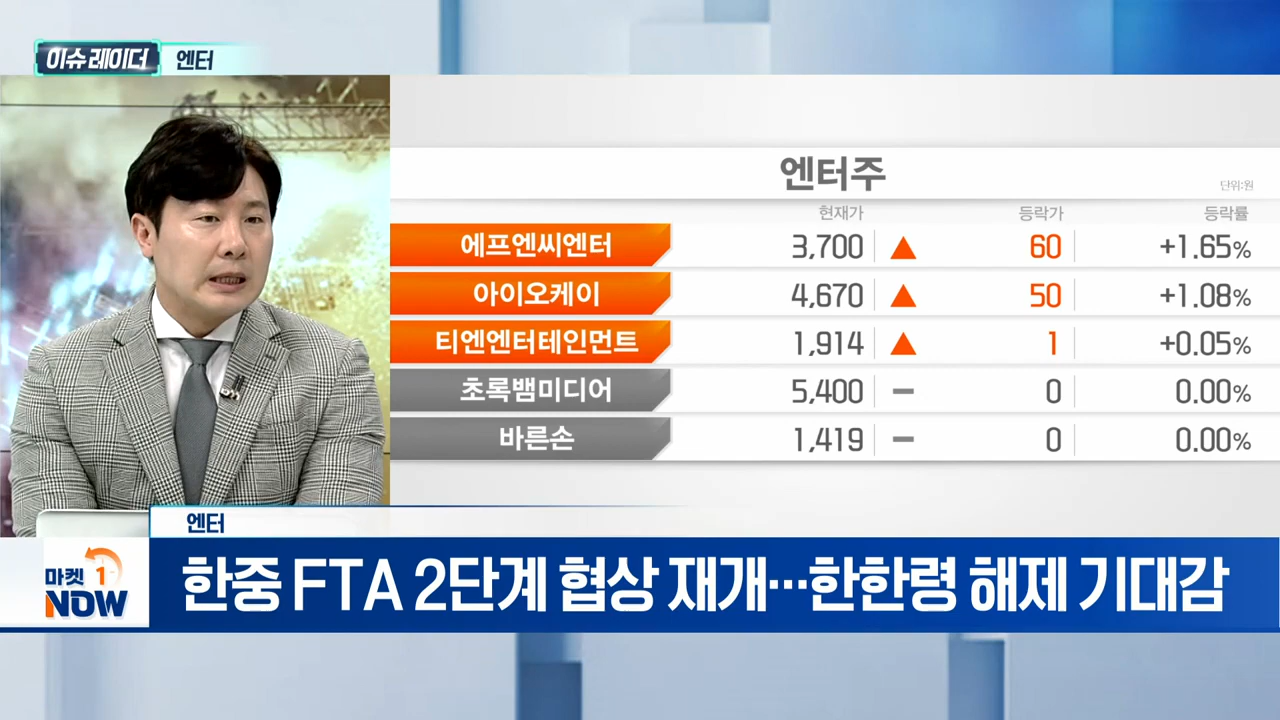 이슈 레이더 엔터
엔터주
단위:원
현재가 등락가 등락률
에프엔씨엔터 3,700 ▲ 60 +1.65%
아이오케이 4,670 ▲ 50 +1.08%
티엔엔터테인먼트 1,914 ▲ 1 +0.05%
초록뱀미디어 5,400 - 0 0.00%
바른손 1,419 - 0 0.00%
엔터
마켓 1
NOW
한중 FTA 2단계 협상 재개…한한령 해제 기대감